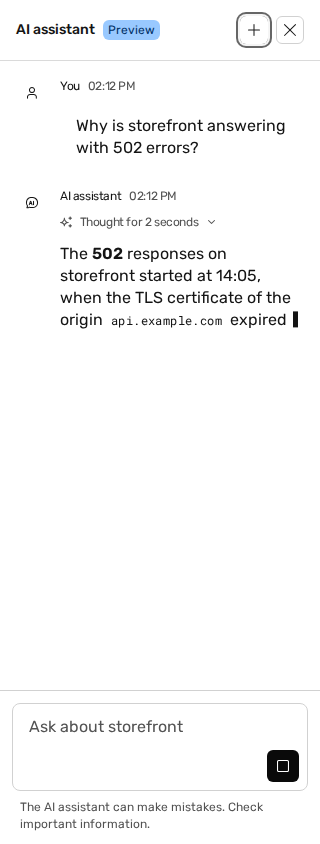 AI assistant Preview
You 02:12 PM
Why is storefront answering
with 502 errors?
AI assistant 02:12 PM
AI
Thought for 2 seconds
The 502 responses on
storefront started at 14:05,
when the TLS certificate of the
origin api.example.com expired
Ask about storefront
The AI assistant can make mistakes. Check
important information.